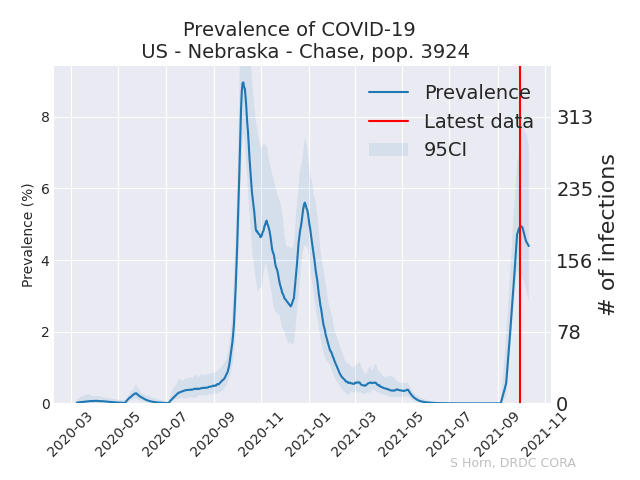 Prevalence of COVID-19
US - Nebraska - Chase, pop. 3924
Prevalence
Latest data
95CI
Prevalence (%)
8
6
4
2
0
313
235
156
78
0
# of infections
2020-03
2020-05
2020-07
2020-09
2020-11
2021-01
2021-03
2021-05
2021-07
2021-09
2021-11
S Horn, DRDC CORA